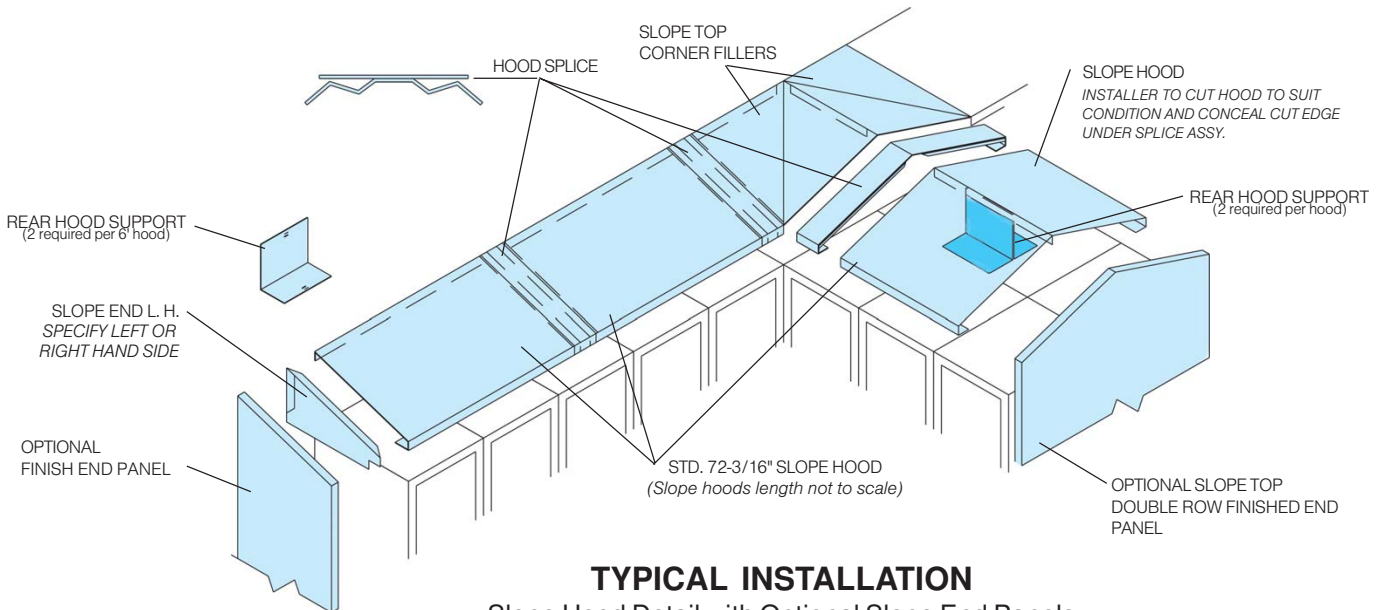 SLOPE TOP
CORNER FILLERS
HOOD SPLICE
SLOPE HOOD
INSTALLER TO CUT HOOD TO SUIT
CONDITION AND CONCEAL CUT EDGE
UNDER SPLICE ASSY.
REAR HOOD SUPPORT
(2 required per 6' hood)
REAR HOOD SUPPORT
(2 required per hood)
SLOPE END L. H.
SPECIFY LEFT OR
RIGHT HAND SIDE
OPTIONAL
FINISH END PANEL
STD. 72-3/16" SLOPE HOOD
(Slope hoods length not to scale)
OPTIONAL SLOPE TOP
DOUBLE ROW FINISHED END
PANEL
TYPICAL INSTALLATION
Slope Hood Detail with Optional Slope End Panels